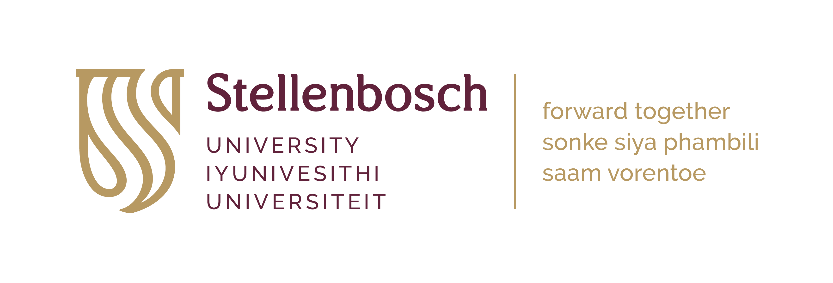 Stellenbosch
UNIVERSITY
IYUNIVESITHI
UNIVERSITEIT
forward together
sonke siya phambili
saam vorentoe